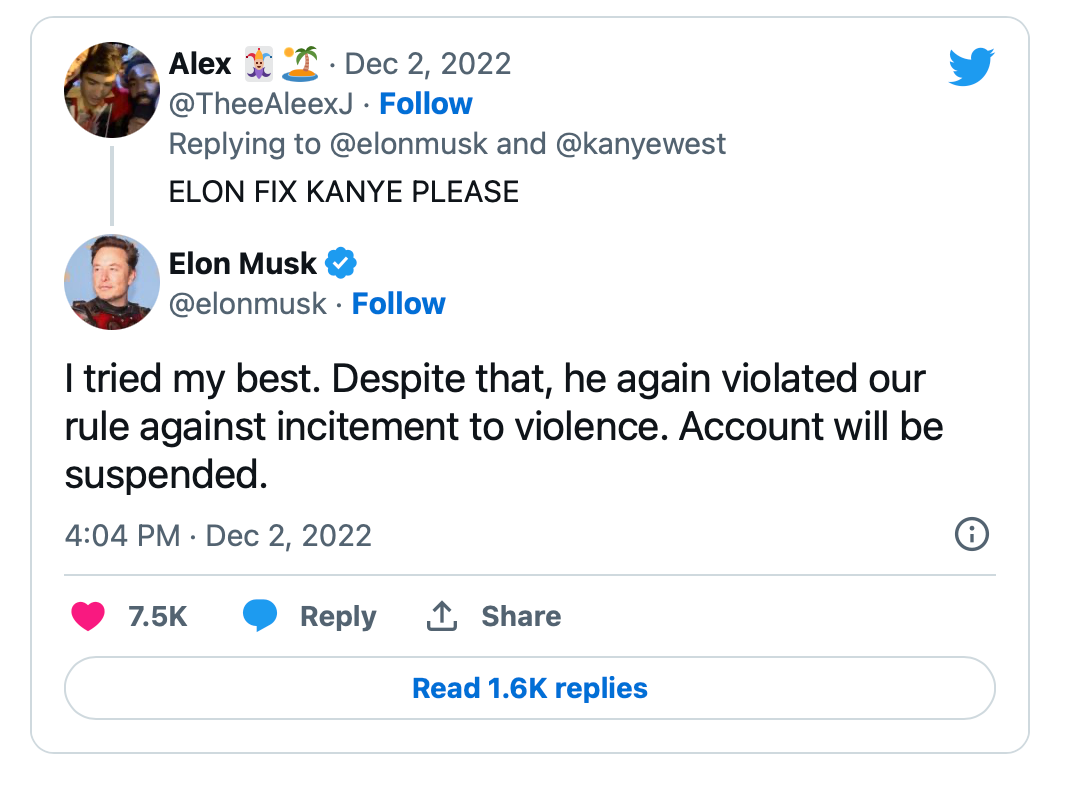 Alex 🃏🏝️ · Dec 2, 2022
@TheeAleexJ · Follow
Replying to @elonmusk and @kanyewest
ELON FIX KANYE PLEASE
Elon Musk
@elonmusk · Follow
I tried my best. Despite that, he again violated our
rule against incitement to violence. Account will be
suspended.
4:04 PM · Dec 2, 2022
7.5K Reply Share
Read 1.6K replies